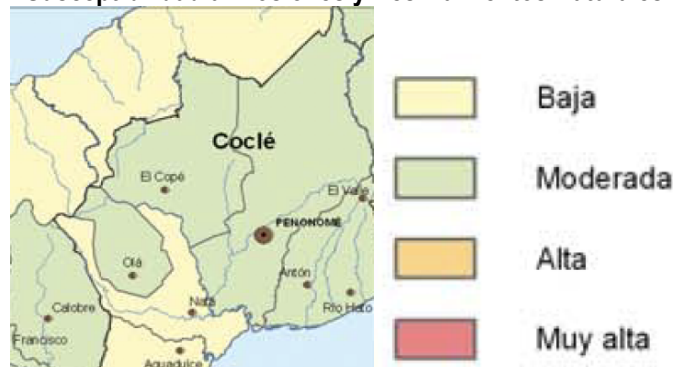 Coclé
El Copé
El Valle
PENONOMÉ
Olá
Antón
Natá
Río Hato
Calobre
Francisco
Aguadulce
Baja
Moderada
Alta
Muy alta